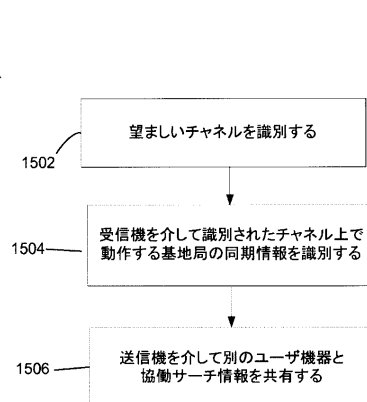 望ましいチャネルを識別する
1502
受信機を介して識別されたチャネル上で
動作する基地局の同期情報を識別する
1504
送信機を介して別のユーザ機器と
協働サーチ情報を共有する
1506